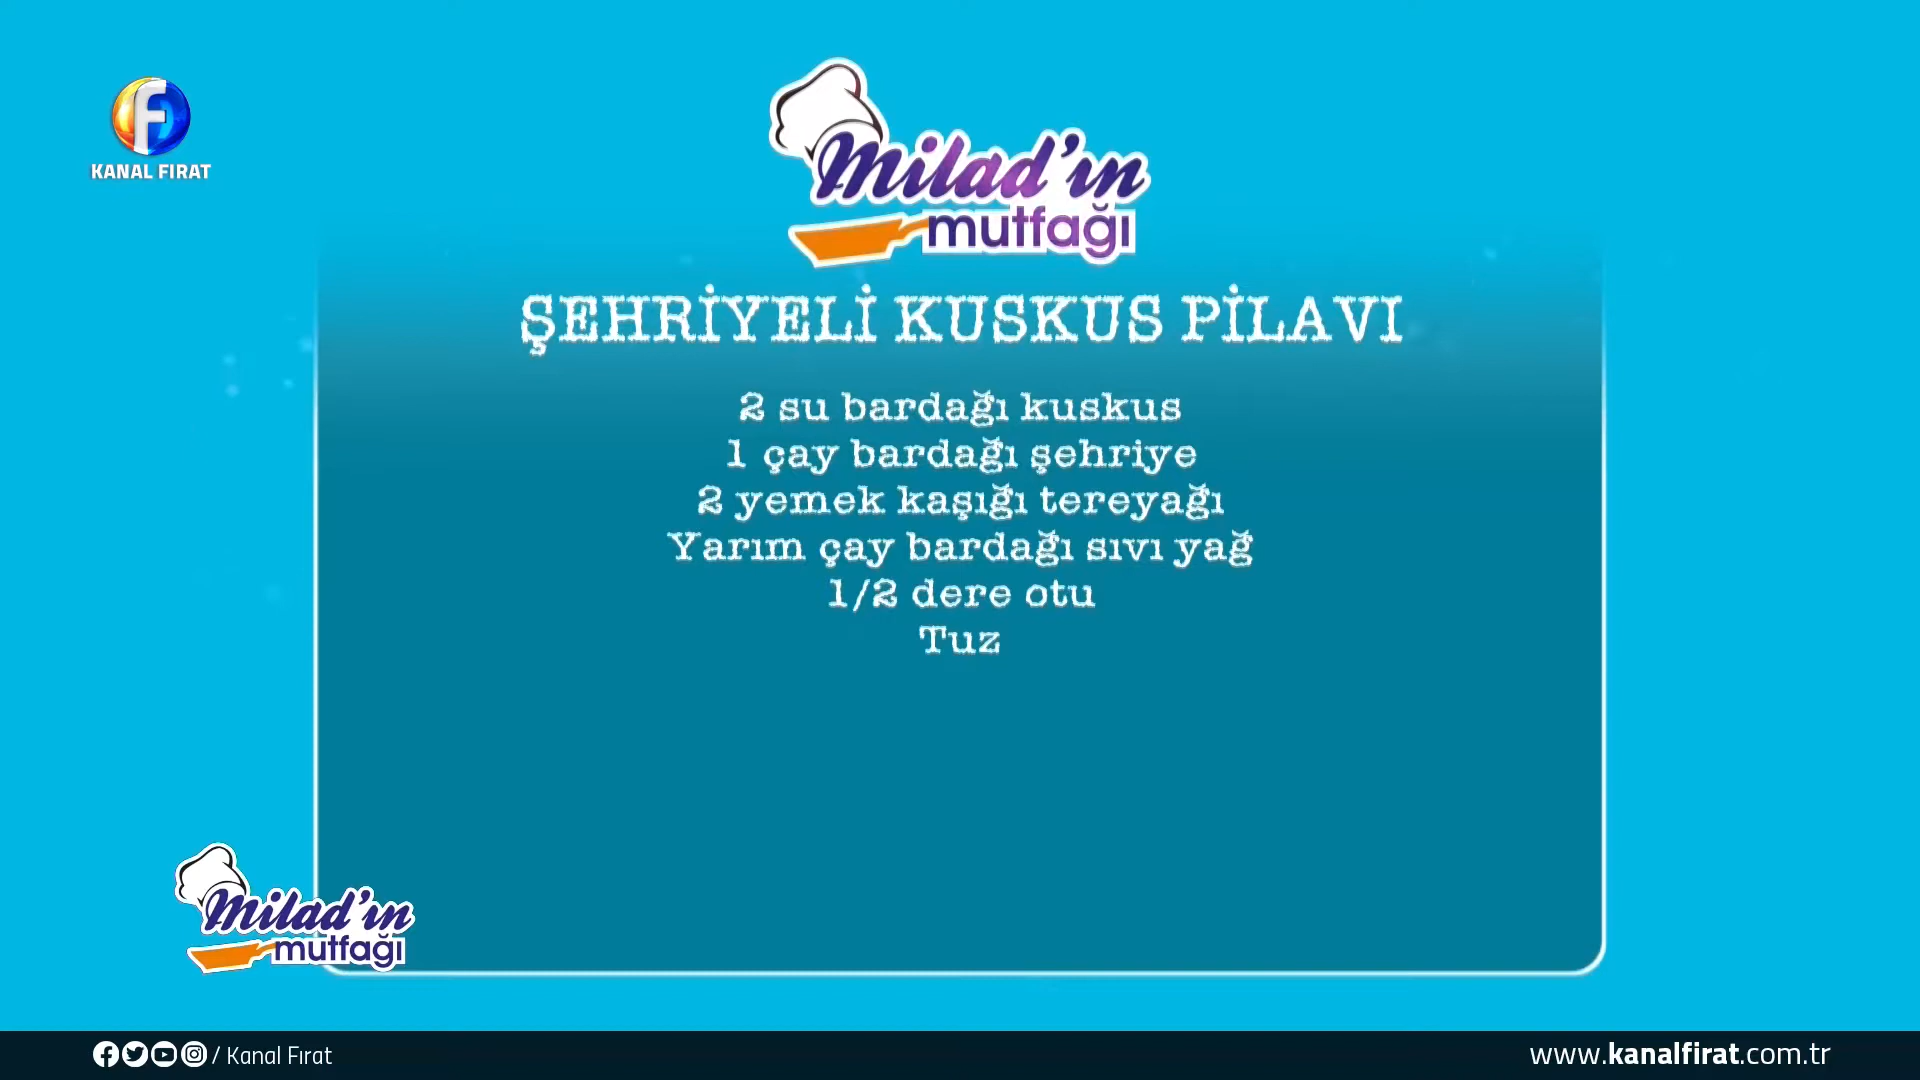 KANAL FIRAT
Milad'ın
mutfağı
ŞEHRİYELİ KUSKUS PİLAVI
2 su bardağı kuskus
1 çay bardağı şehriye
2 yemek kaşığı tereyağı
Yarım çay bardağı sıvı yağ
1/2 dere otu
Tuz
Milad'ın
mutfağı
/ Kanal Fırat
www.kanalfirat.com.tr